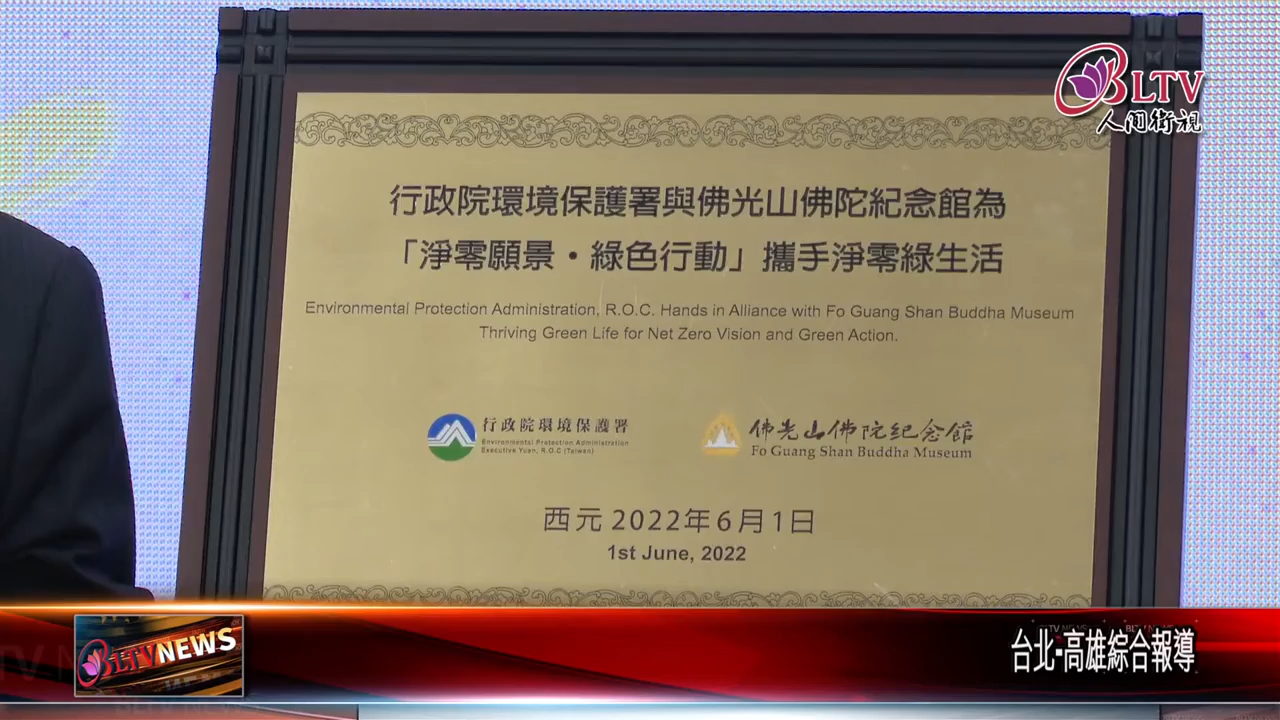 BLTV
人間衛視
行政院環境保護署與佛光山佛陀紀念館為
「淨零願景・綠色行動」攜手淨零綠生活
Environmental Protection Administration, R.O.C. Hands in Alliance with Fo Guang Shan Buddha Museum
Thriving Green Life for Net Zero Vision and Green Action.
行政院環境保護署
Environmental Protection Administration
Executive Yuan, R.O.C (Taiwan)
佛光山佛陀紀念館
Fo Guang Shan Buddha Museum
西元 2022年6月1日
1st June, 2022
BLTV NEWS
台北-高雄綜合報導